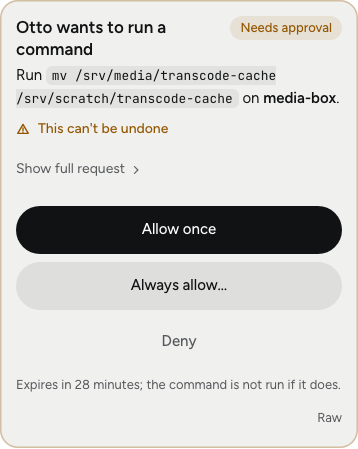 Otto wants to run a
Needs approval
command
Run mv /srv/media/transcode-cache
/srv/scratch/transcode-cache on media-box.
This can't be undone
Show full request
Allow once
Always allow...
Deny
Expires in 28 minutes; the command is not run if it does.
Raw